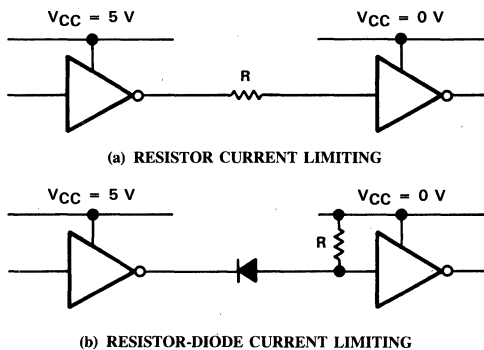 VCC = 5 V VCC = 0 V
R
(a) RESISTOR CURRENT LIMITING
VCC = 5 V VCC = 0 V
R
(b) RESISTOR-DIODE CURRENT LIMITING